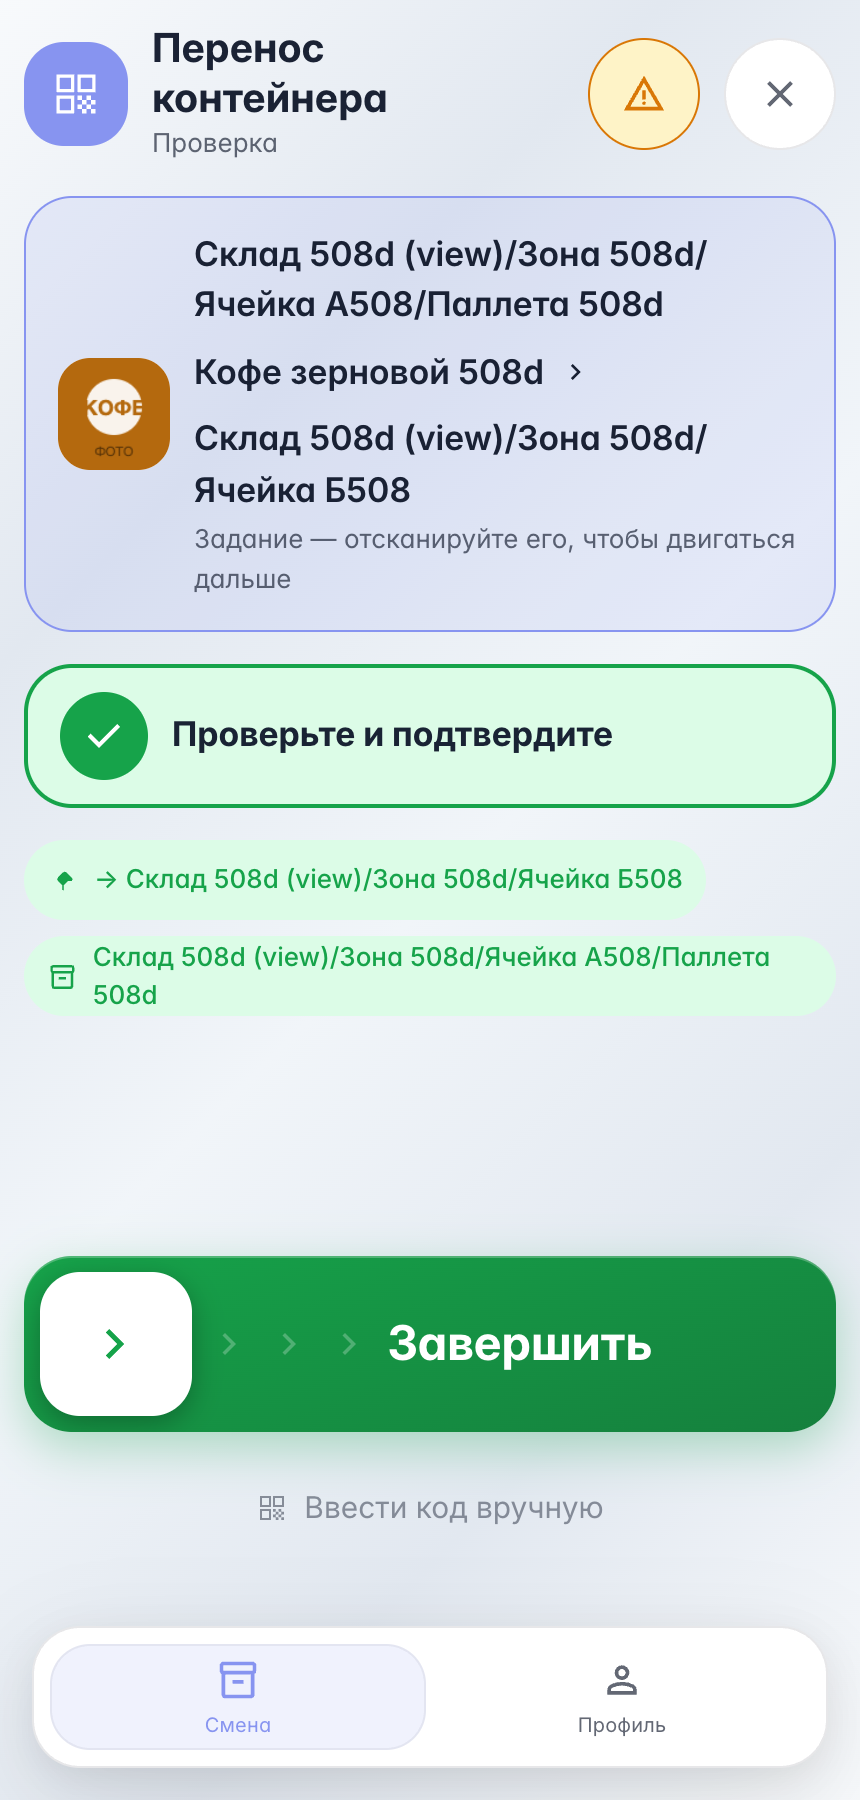 Перенос
контейнера
Проверка
Склад 508d (view)/Зона 508d/
Ячейка А508/Паллета 508d
Кофе зерновой 508d
КОФЕ
ФОТО
Склад 508d (view)/Зона 508d/
Ячейка Б508
Задание — отсканируйте его, чтобы двигаться
дальше
Проверьте и подтвердите
→ Склад 508d (view)/Зона 508d/Ячейка Б508
Склад 508d (view)/Зона 508d/Ячейка А508/Паллета
508d
Завершить
Ввести код вручную
Смена
Профиль